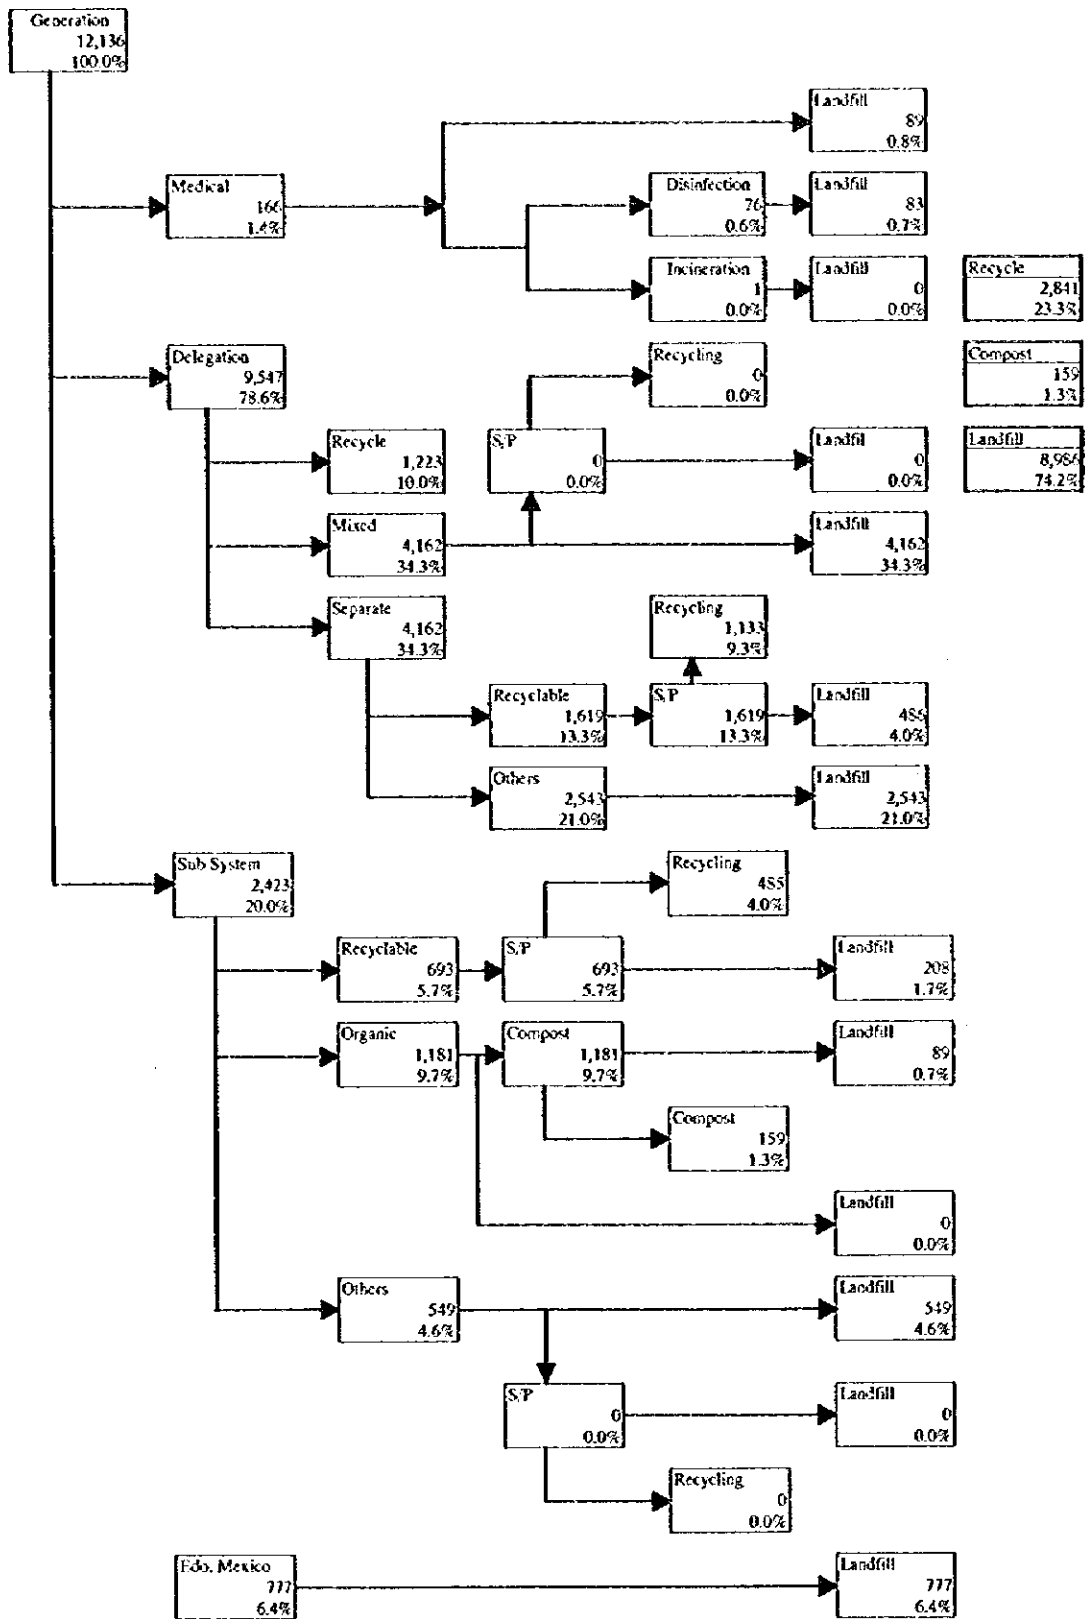 Generation
12,136
100.0%
Landfill
89
0.8%
Medical
166
1.4%
Disinfection
76
0.6%
Landfill
83
0.7%
Incineration
1
0.0%
Landfill
0
0.0%
Recycle
2,841
23.3%
Delegation
9,547
78.6%
Recycling
0
0.0%
Compost
159
1.3%
Recycle
1,223
10.0%
S/P
0
0.0%
Landfil
0
0.0%
Landfill
8,986
74.2%
Mixed
4,162
34.3%
Landfill
4,162
34.3%
Separate
4,162
34.3%
Recycling
1,133
9.3%
Recyclable
1,619
13.3%
S/P
1,619
13.3%
Landfill
486
4.0%
Others
2,543
21.0%
Landfill
2,543
21.0%
Sub System
2,423
20.0%
Recycling
485
4.0%
Recyclable
693
5.7%
S/P
693
5.7%
Landfill
208
1.7%
Organic
1,181
9.7%
Compost
1,181
9.7%
Landfill
89
0.7%
Compost
159
1.3%
Landfill
0
0.0%
Others
549
4.6%
Landfill
549
4.6%
S/P
0
0.0%
Landfill
0
0.0%
Recycling
0
0.0%
Edo. Mexico
777
6.4%
Landfill
777
6.4%